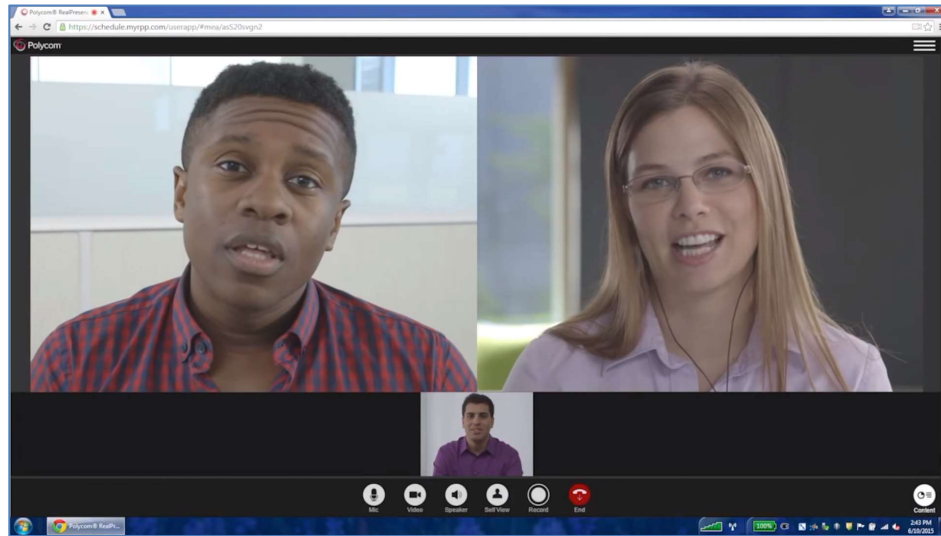 Polycom® RealPresen
https://schedule.myrpp.com/userapp/#mea/as520svgn2
Polycom
Mic
Video
Speaker
Self View
Record
End
Content
Polycom® RealPr...
100%
2:43 PM
6/10/2015